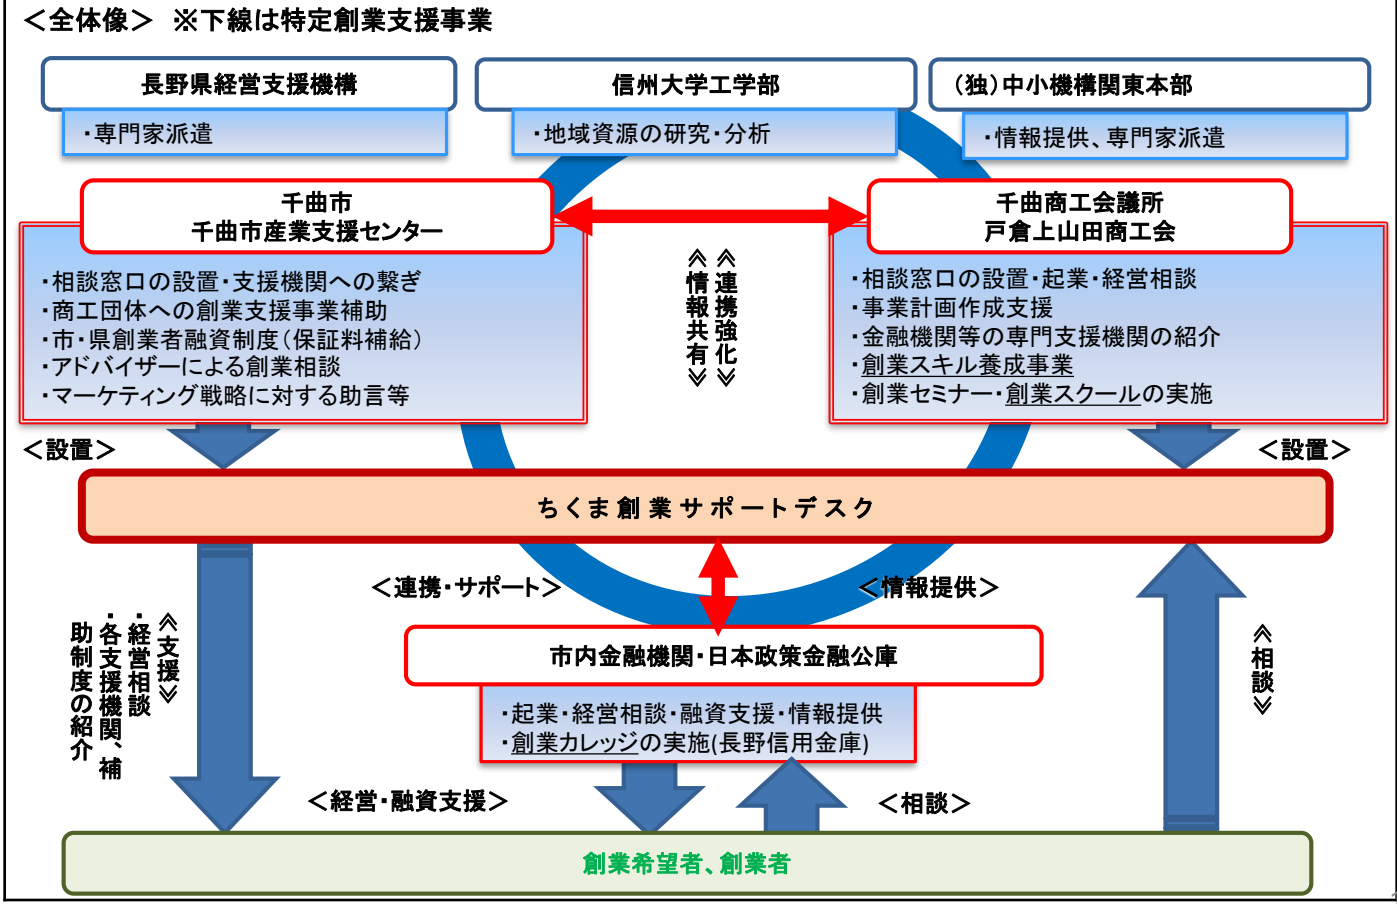 ＜全体像＞ ※下線は特定創業支援事業
長野県経営支援機構
・専門家派遣
信州大学工学部
・地域資源の研究・分析
（独）中小機構関東本部
・情報提供、専門家派遣
千曲市
千曲市産業支援センター
・相談窓口の設置・支援機関への繋ぎ
・商工団体への創業支援事業補助
・市・県創業者融資制度（保証料補給）
・アドバイザーによる創業相談
・マーケティング戦略に対する助言等
≪連携強化≫
≪情報共有≫
千曲商工会議所
戸倉上山田商工会
・相談窓口の設置・起業・経営相談
・事業計画作成支援
・金融機関等の専門支援機関の紹介
・創業スキル養成事業
・創業セミナー・創業スクールの実施
＜設置＞
＜設置＞
ちくま創業サポートデスク
＜連携・サポート＞
＜情報提供＞
≪支援≫
・経営相談
・各支援機関、補
助制度の紹介
市内金融機関・日本政策金融公庫
・起業・経営相談・融資支援・情報提供
・創業カレッジの実施(長野信用金庫)
≪相談≫
＜経営・融資支援＞
＜相談＞
創業希望者、創業者